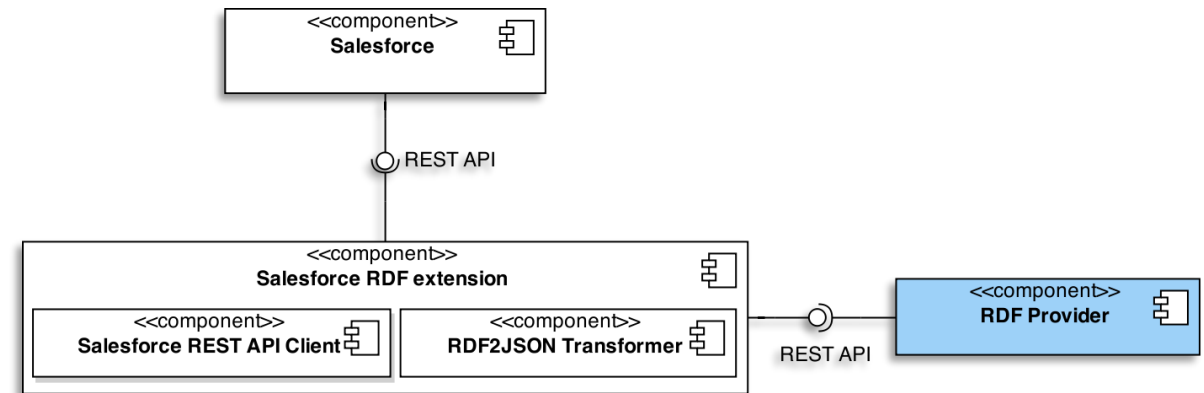 <<component>>
Salesforce
REST API
<<component>>
Salesforce RDF extension
<<component>>
Salesforce REST API Client
<<component>>
RDF2JSON Transformer
REST API
<<component>>
RDF Provider